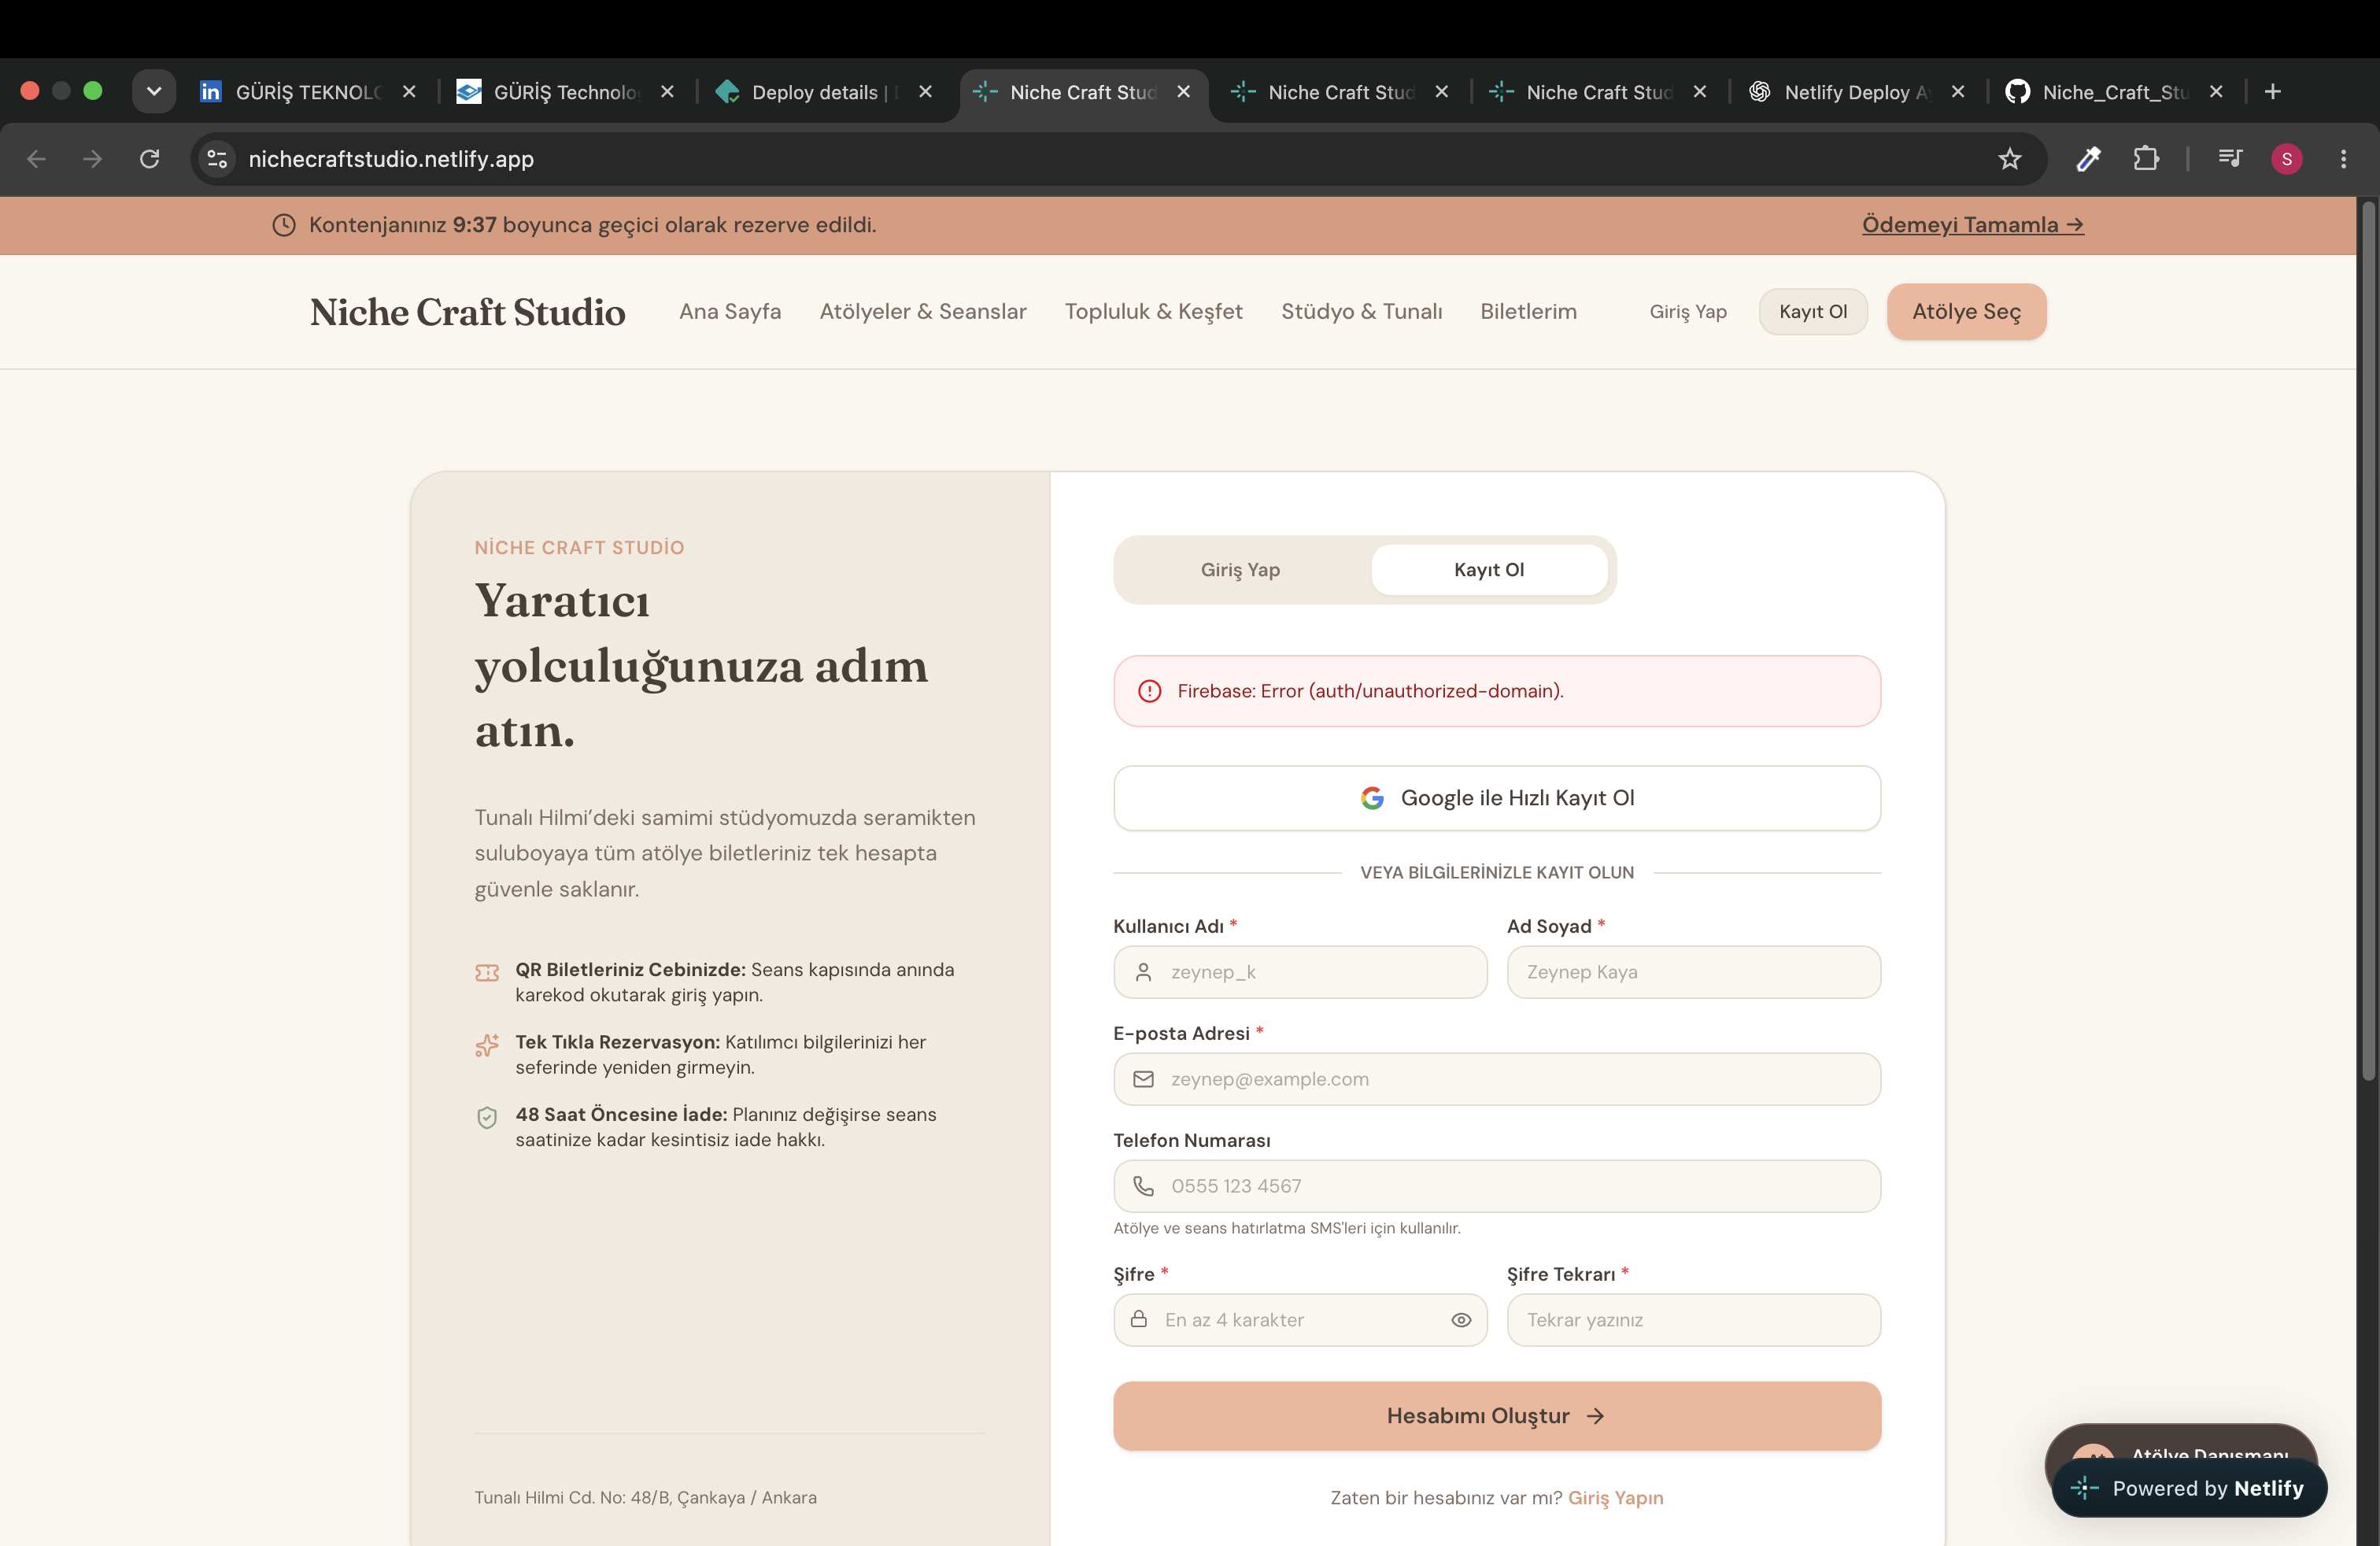 GÜRİŞ TEKNOLO
GÜRİŞ Technolo
Deploy details |
Niche Craft Stud
Niche Craft Stud
Niche Craft Stud
Netlify Deploy A
Niche_Craft_Stu
nichecraftstudio.netlify.app
S
Kontenjanınız 9:37 boyunca geçici olarak rezerve edildi.
Ödemeyi Tamamla →
Niche Craft Studio
Ana Sayfa
Atölyeler & Seanslar
Topluluk & Keşfet
Stüdyo & Tunalı
Biletlerim
Giriş Yap
Kayıt Ol
Atölye Seç
NİCHE CRAFT STUDİO
Yaratıcı
yolculuğunuza adım
atın.
Tunalı Hilmi’deki samimi stüdyomuzda seramikten
suluboyaya tüm atölye biletleriniz tek hesapta
güvenle saklanır.
QR Biletleriniz Cebinizde: Seans kapısında anında
karekod okutarak giriş yapın.
Tek Tıkla Rezervasyon: Katılımcı bilgilerinizi her
seferinde yeniden girmeyin.
48 Saat Öncesine İade: Planınız değişirse seans
saatinize kadar kesintisiz iade hakkı.
Tunalı Hilmi Cd. No: 48/B, Çankaya / Ankara
Giriş Yap
Kayıt Ol
Firebase: Error (auth/unauthorized-domain).
Google ile Hızlı Kayıt Ol
VEYA BİLGİLERİNİZLE KAYIT OLUN
Kullanıcı Adı *
Ad Soyad *
zeynep_k
Zeynep Kaya
E-posta Adresi *
zeynep@example.com
Telefon Numarası
0555 123 4567
Atölye ve seans hatırlatma SMS'leri için kullanılır.
Şifre *
Şifre Tekrarı *
En az 4 karakter
Tekrar yazınız
Hesabımı Oluştur →
Zaten bir hesabınız var mı? Giriş Yapın
Atölye Danışmanı
Powered by Netlify